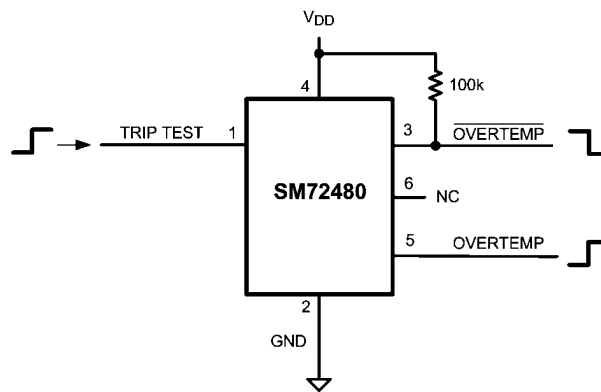 VDD
4
100k
TRIP TEST 1
3 OVERTEMP
SM72480
6 NC
5 OVERTEMP
2
GND